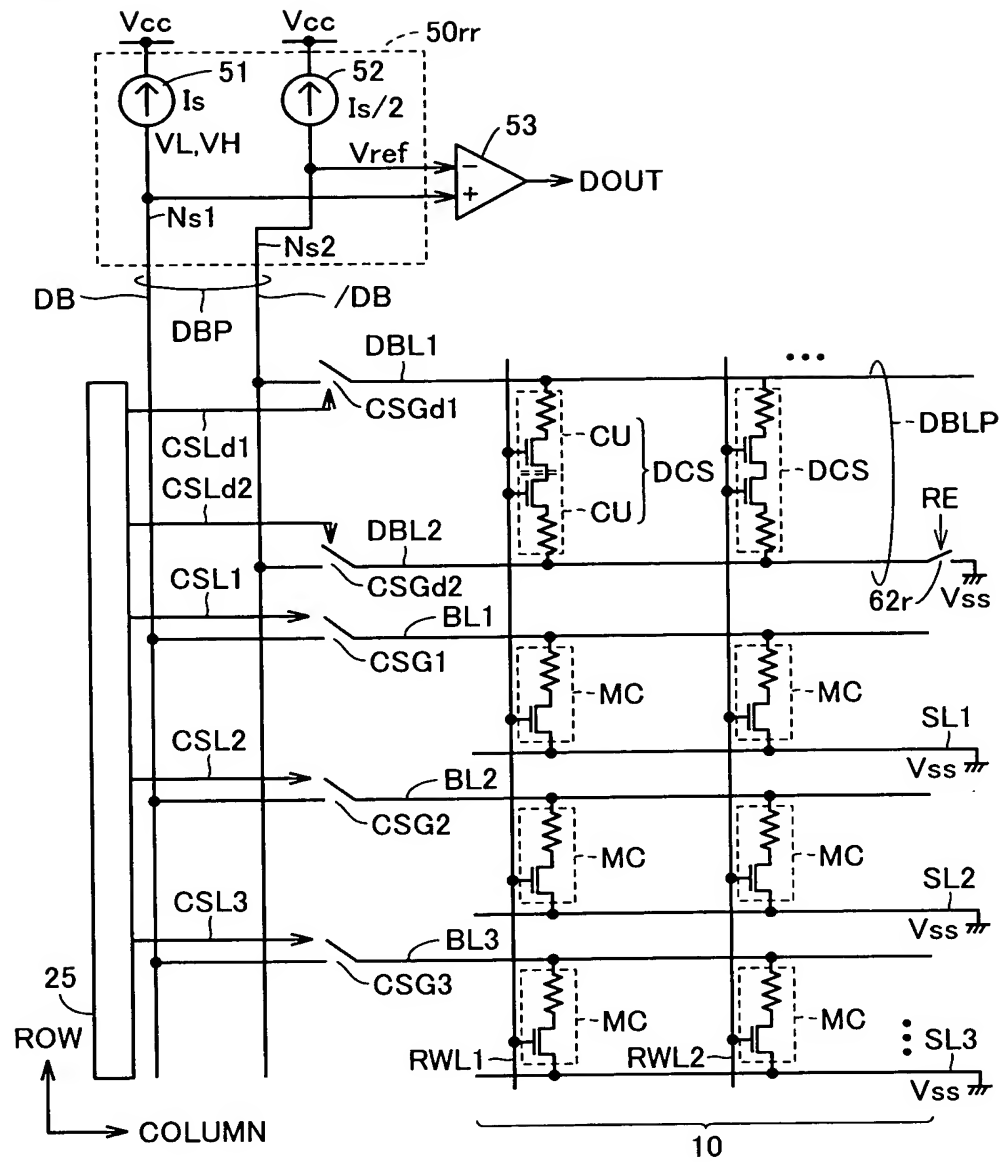 Vcc Vcc
50rr
51 52
Is Is/2
VL,VH
53
Vref
−
+
DOUT
Ns1
Ns2
DB /DB
DBP
DBL1
CSGd1
CSLd1
CU
DCS
DCS
DBLP
CU
CSLd2
DBL2
CSGd2
RE
62r
Vss
CSL1
BL1
CSG1
MC MC
SL1
Vss
CSL2
BL2
CSG2
MC MC
SL2
Vss
CSL3
BL3
CSG3
25
MC MC
RWL1 RWL2
SL3
Vss
ROW
COLUMN
10